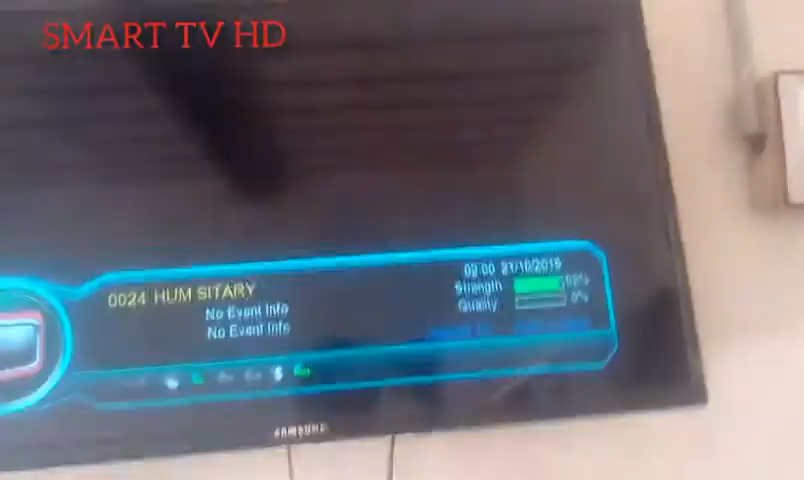 SMART TV HD
0024 HUM SITARY
02:00 21/10/2019
Strength
No Event Info
Quality 0%
No Event Info
SAMSUNG